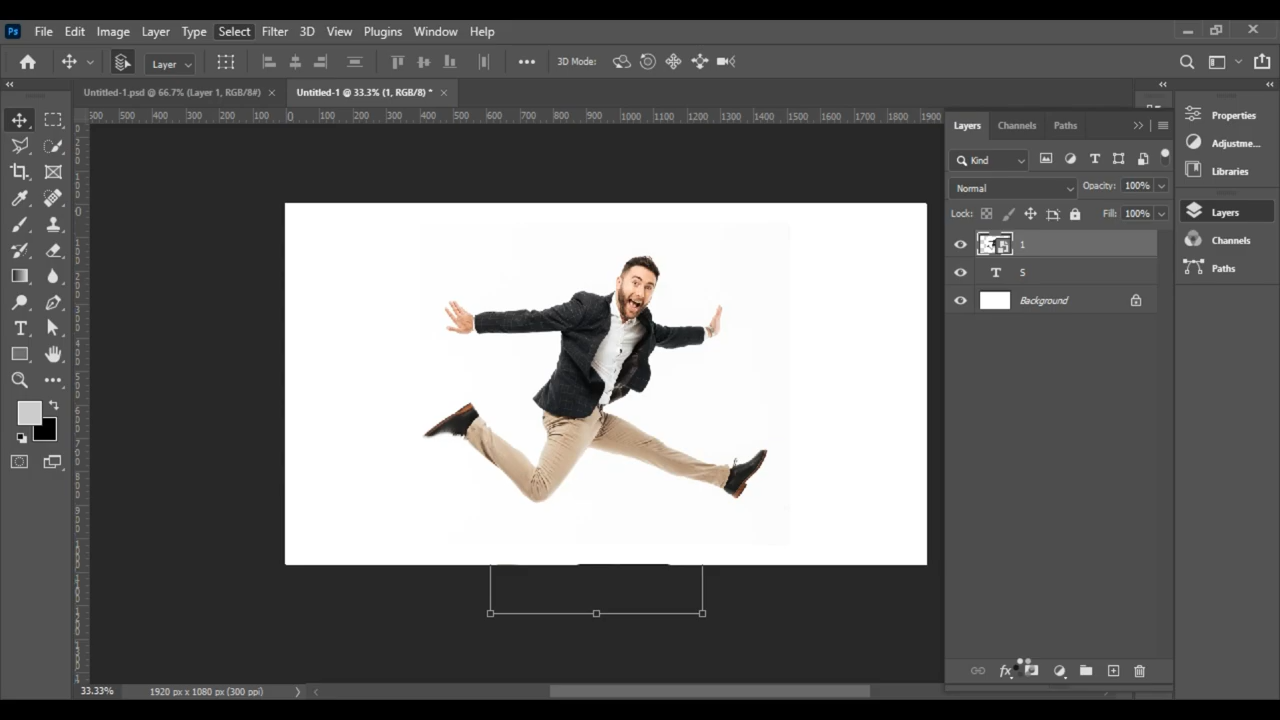 Ps File Edit Image Layer Type Select Filter 3D View Plugins Window Help
Layer 3D Mode:
Untitled-1.psd @ 66.7% (Layer 1, RGB/8#) Untitled-1 @ 33.3% (1, RGB/8) *
500 400 300 200 100 0 100 200 300 400 500 600 700 800 900 1000 1100 1200 1300 1400 1500 1600 1700 1800 1900
Layers Channels Paths
Kind
Normal Opacity: 100%
Lock: Fill: 100%
1
T S
Background
Properties
Adjustme...
Libraries
Layers
Channels
Paths
fx
33.33% 1920 px x 1080 px (300 ppi)